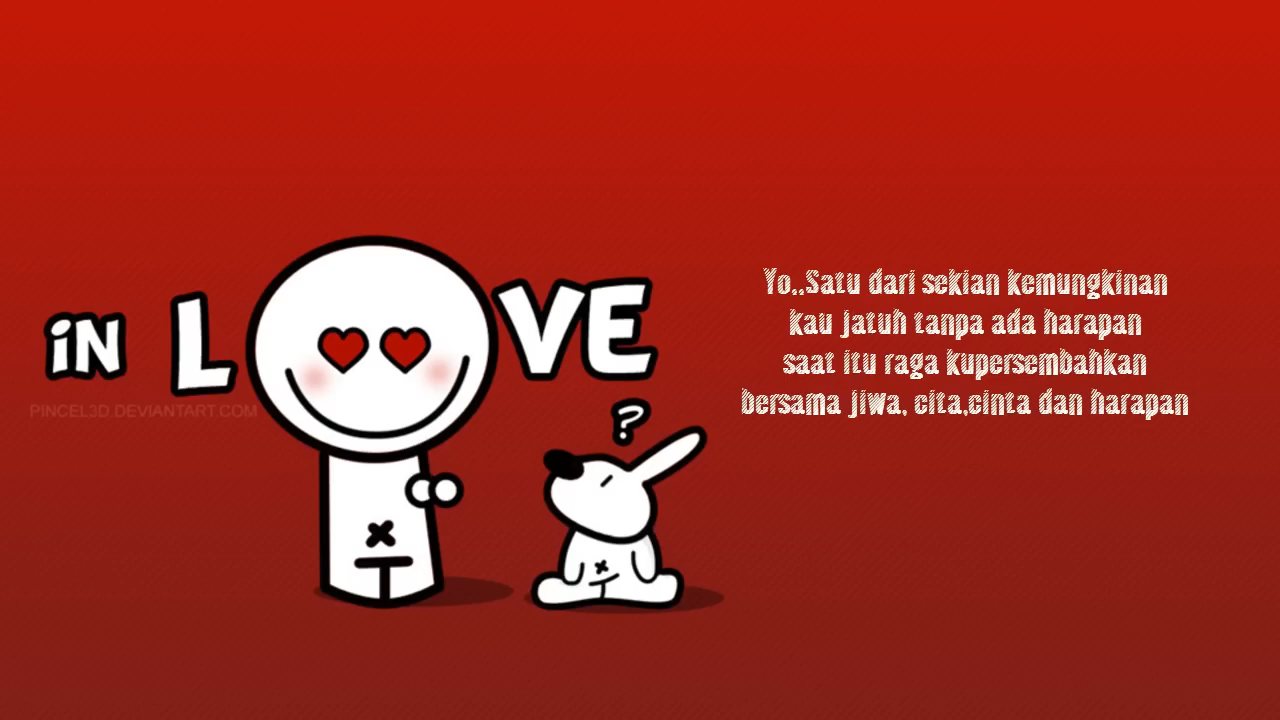 iN LOVE
PINCEL3D.DEVIANTART.COM
?
Yo..Satu dari sekian kemungkinan
kau jatuh tanpa ada harapan
saat itu raga kupersembahkan
bersama jiwa, cita,cinta dan harapan